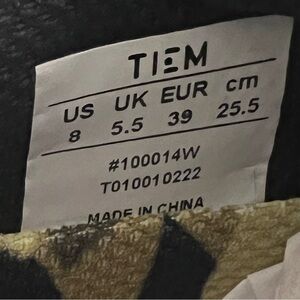 TIEM
US UK EUR cm
8 5.5 39 25.5
#100014W
T010010222
MADE IN CHINA